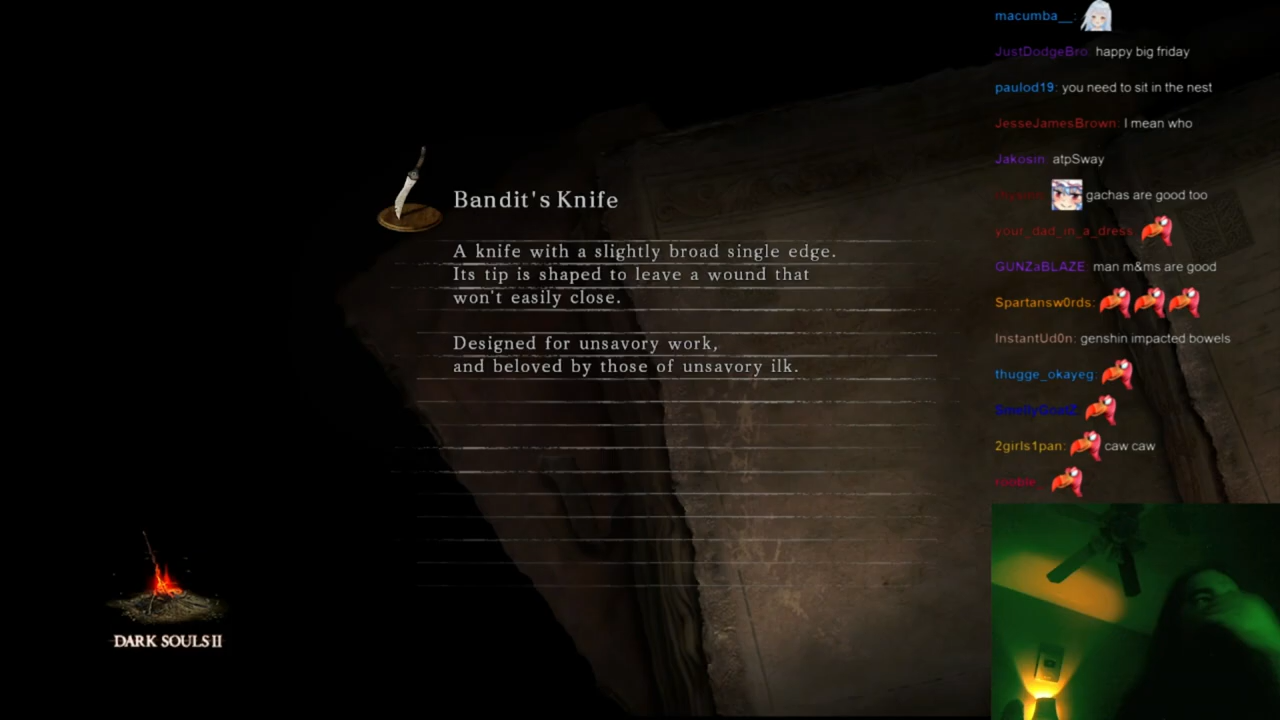 Bandit's Knife
A knife with a slightly broad single edge.
Its tip is shaped to leave a wound that
won't easily close.
Designed for unsavory work,
and beloved by those of unsavory ilk.
DARK SOULS II
macumba__:
JustDodgeBro: happy big friday
paulod19: you need to sit in the nest
JesseJamesBrown: I mean who
Jakosin: atpSway
gachas are good too
your_dad_in_a_dress:
GUNZaBLAZE: man m&ms are good
Spartansw0rds:
InstantUd0n: genshin impacted bowels
thugge_okayeg:
SmellyGoatZ:
2girls1pan: caw caw
rooble_: